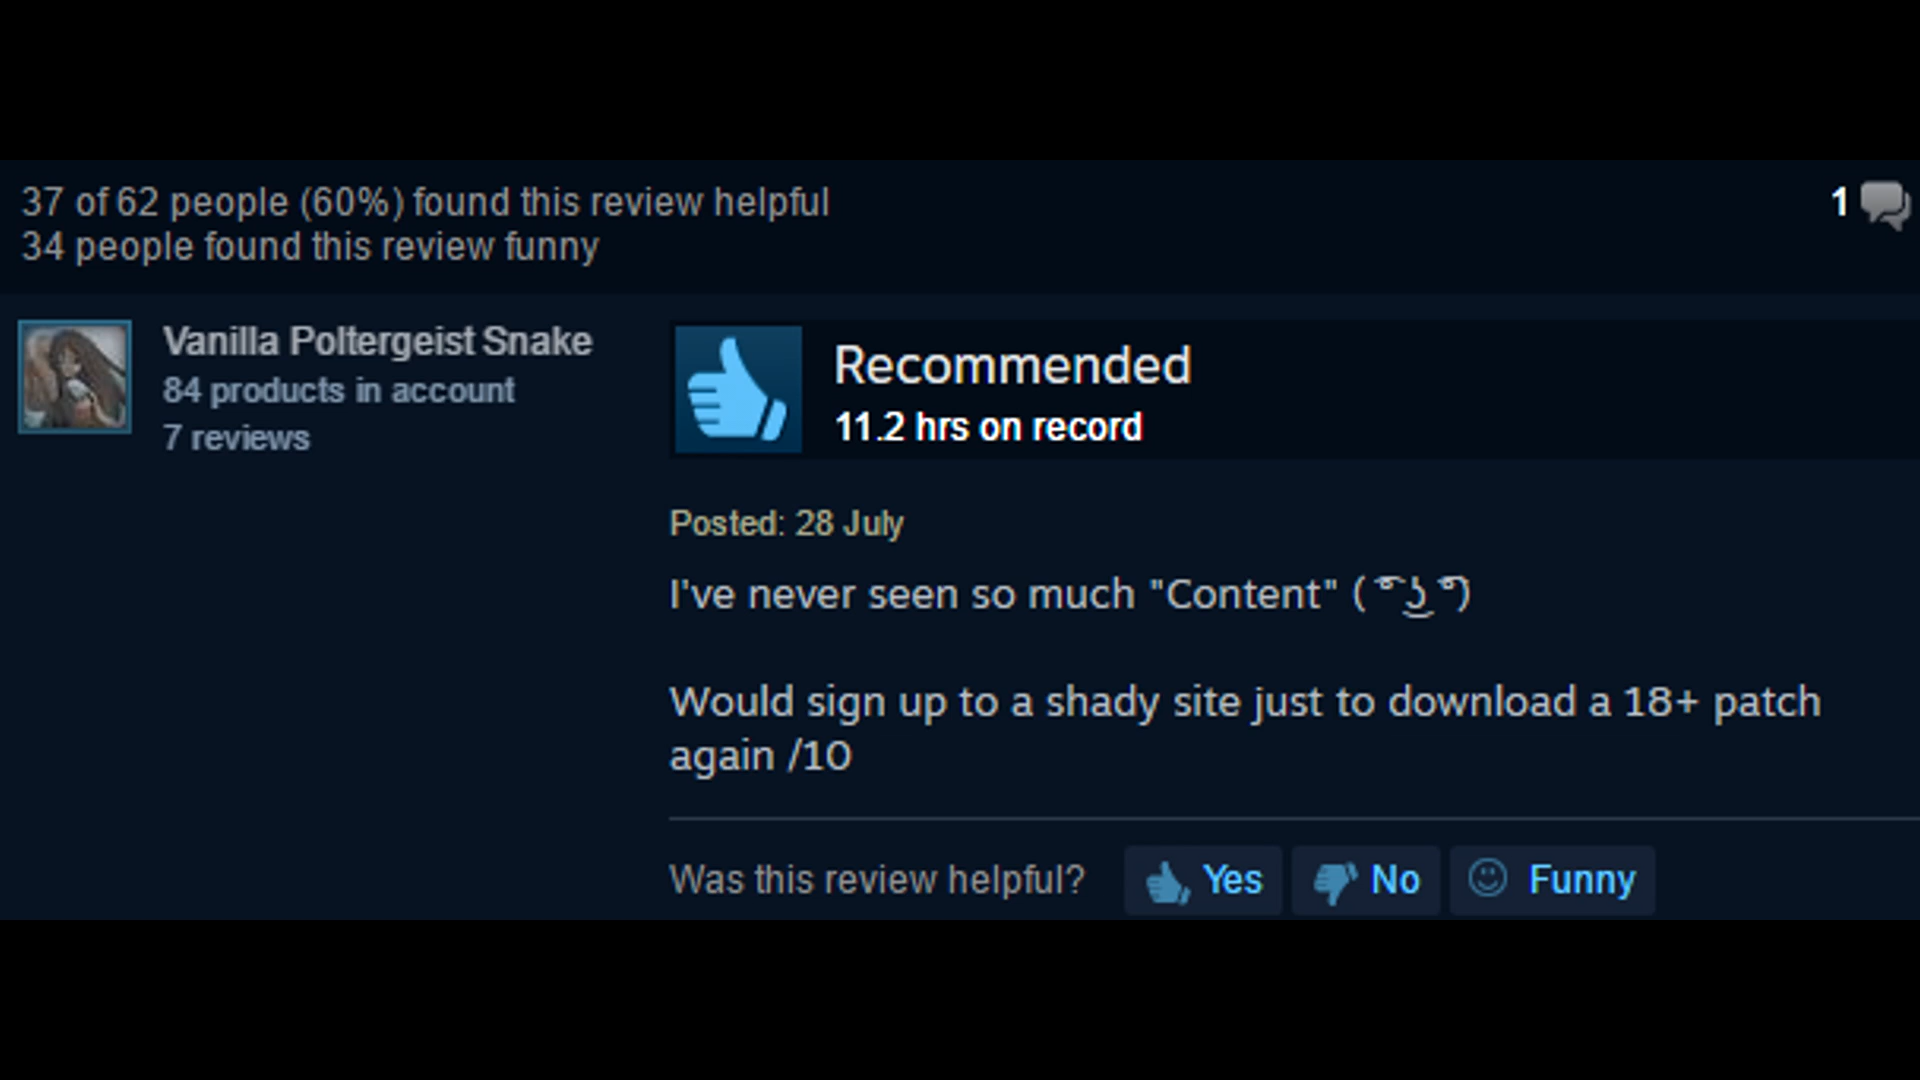 37 of 62 people (60%) found this review helpful
1
34 people found this review funny
Vanilla Poltergeist Snake
84 products in account
7 reviews
Recommended
11.2 hrs on record
Posted: 28 July
I've never seen so much "Content" ( ͡° ͜ʖ ͡°)
Would sign up to a shady site just to download a 18+ patch
again /10
Was this review helpful? Yes No Funny